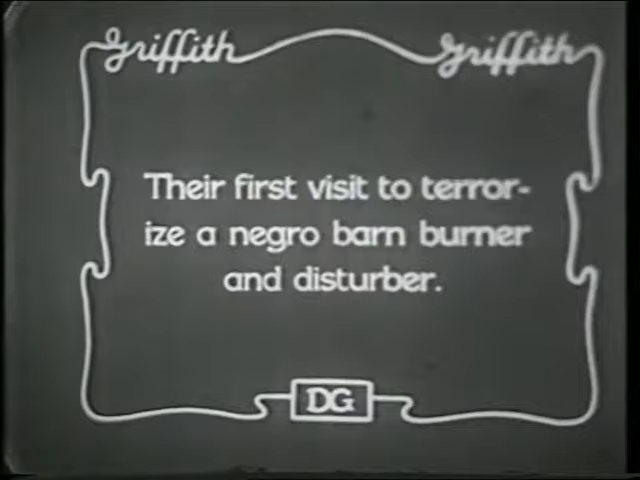 Griffith Griffith
Their first visit to terror-
ize a negro barn burner
and disturber.
DG